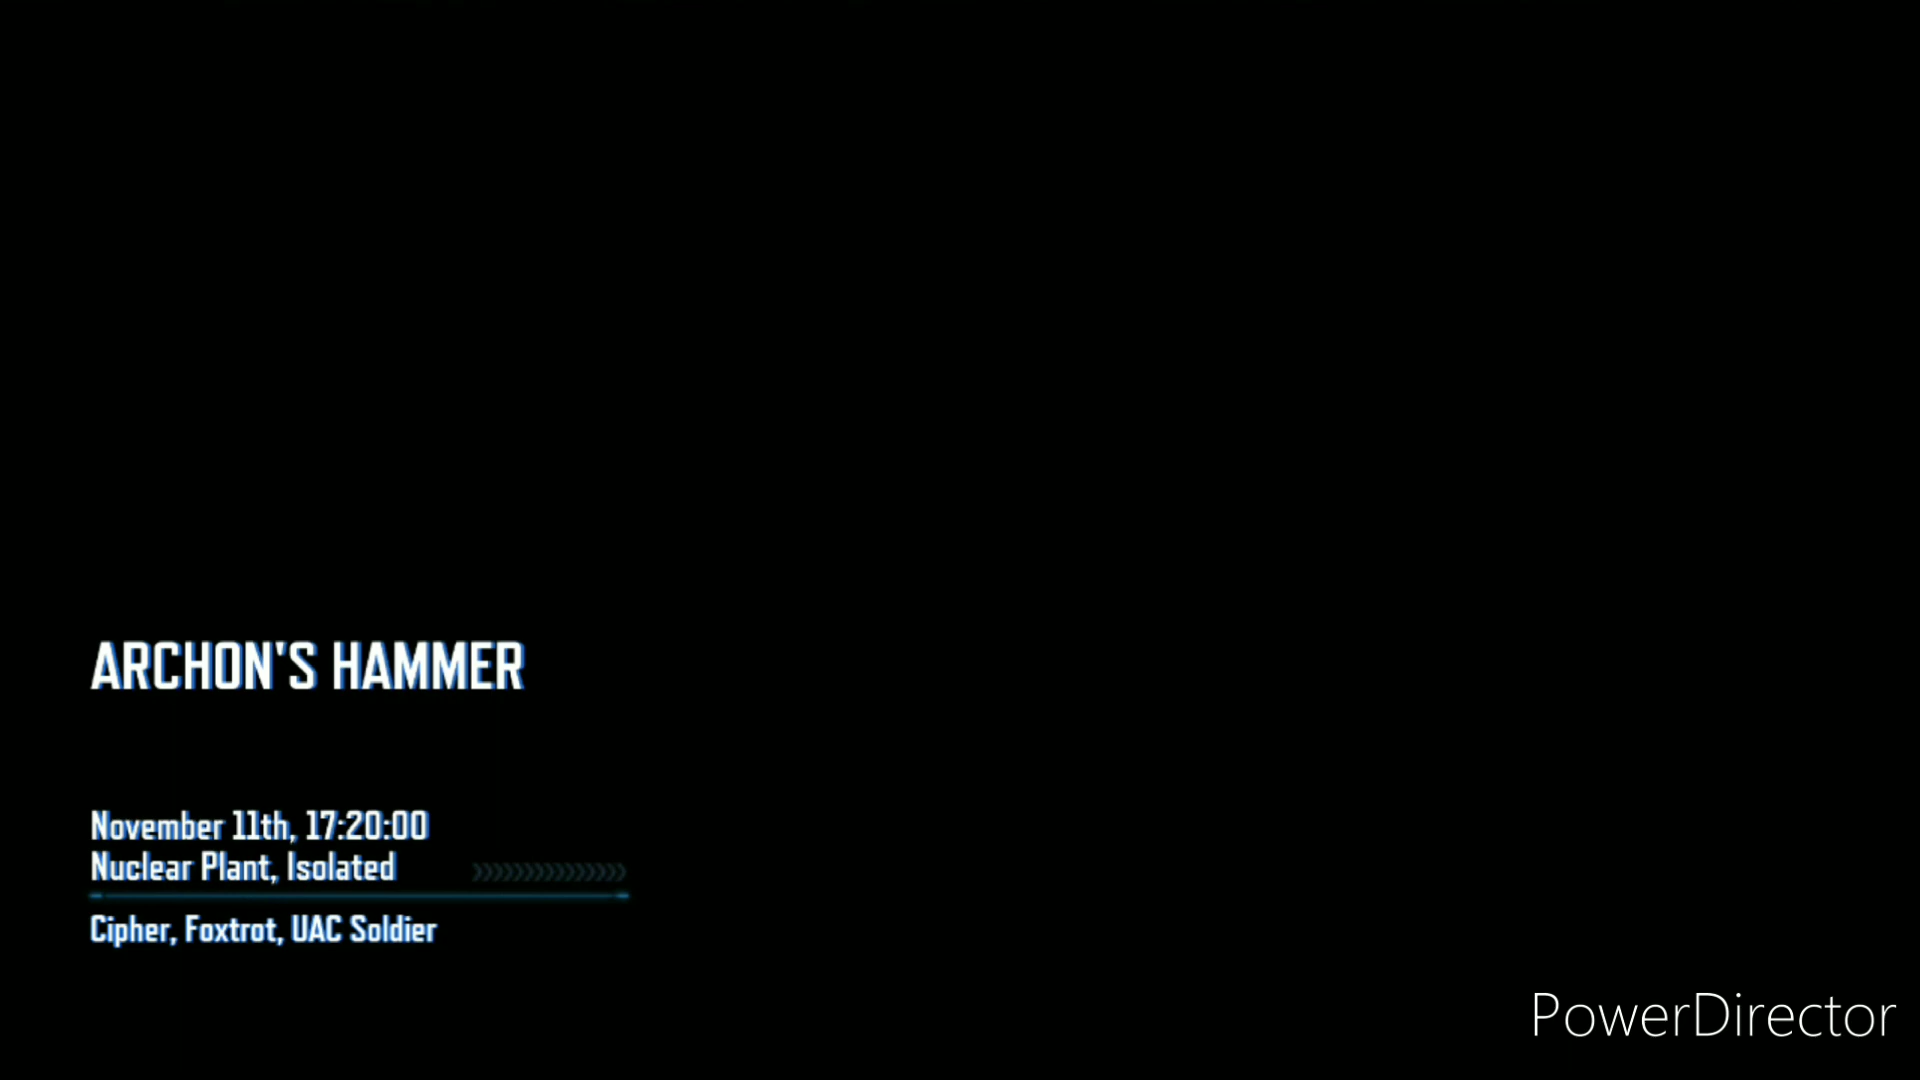 ARCHON'S HAMMER
November 11th, 17:20:00
Nuclear Plant, Isolated
Cipher, Foxtrot, UAC Soldier
PowerDirector